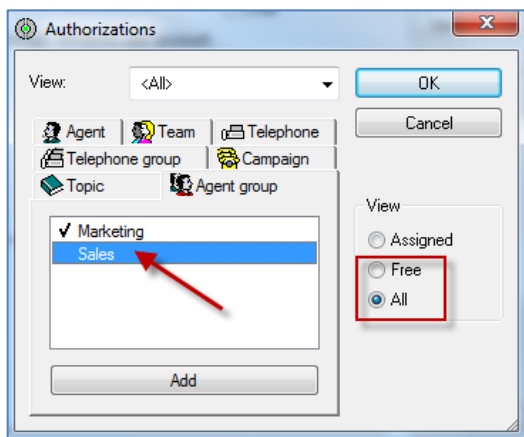 Authorizations
View:
<All>
OK
Cancel
Agent
Team
Telephone
Telephone group
Campaign
Topic
Agent group
✓ Marketing
Sales
Add
View
Assigned
Free
All